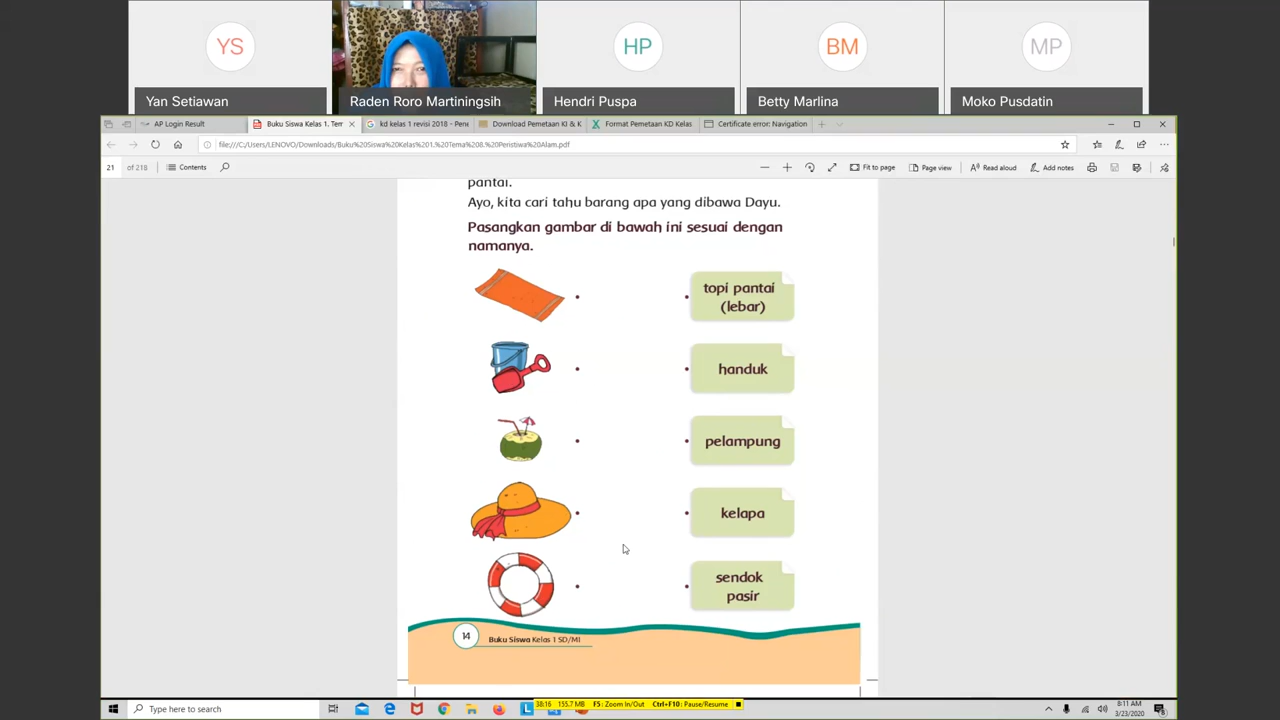 YS
HP
BM
MP
Yan Setiawan
Raden Roro Martiningsih
Hendri Puspa
Betty Marlina
Moko Pusdatin
AP Login Result
Buku Siswa Kelas 1. Ter
kd kelas 1 revisi 2018 - Pene
Download Pemetaan KI & K
Format Pemetaan KD Kelas
Certificate error: Navigation
file:///C:/Users/LENOVO/Downloads/Buku%20Siswa%20Kelas%201.%20Tema%208.%20Peristiwa%20Alam.pdf
21 of 218
Contents
Fit to page
Page view
Read aloud
Add notes
pantai.
Ayo, kita cari tahu barang apa yang dibawa Dayu.
Pasangkan gambar di bawah ini sesuai dengan
namanya.
topi pantai
(lebar)
handuk
pelampung
kelapa
sendok
pasir
14 Buku Siswa Kelas 1 SD/MI
Type here to search
38:16 155.7 MB F5: Zoom In/Out Ctrl+F10: Pause/Resume
8:11 AM
3/23/2020